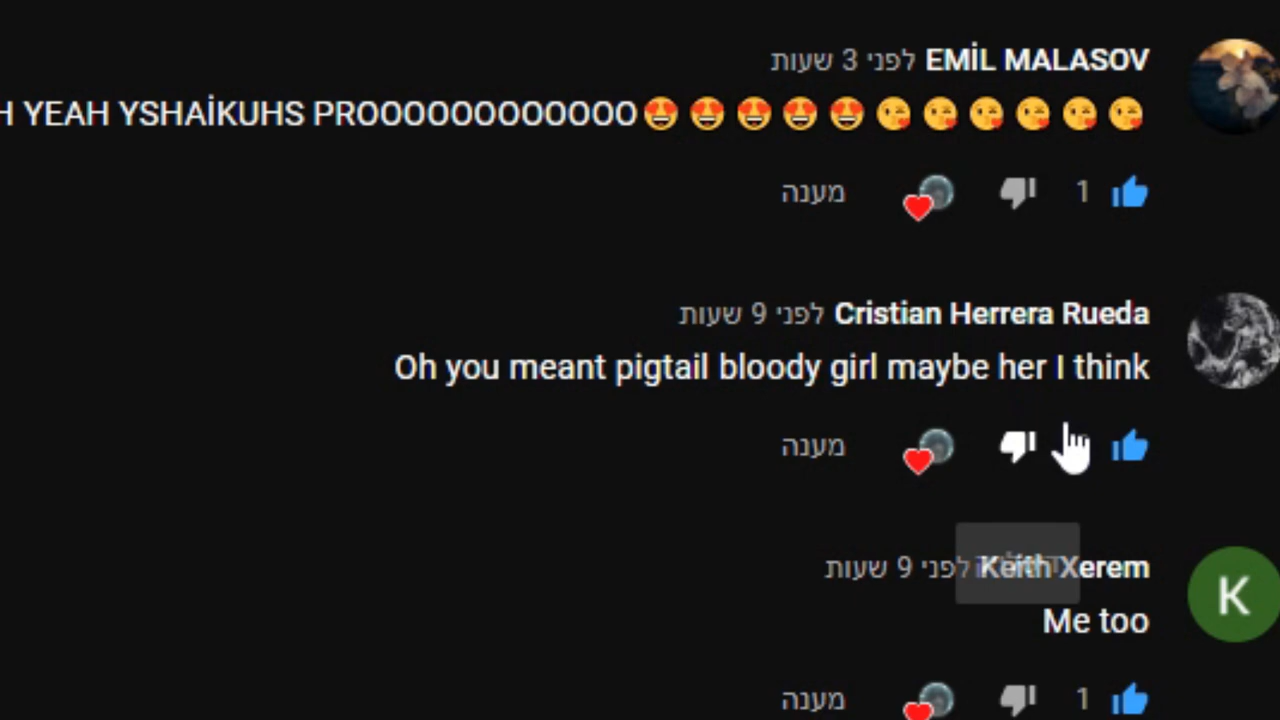 EMİL MALASOV לפני 3 שעות
H YEAH YSHAİKUHS PROOOOOOOOOOOO😍😍😍😍😍😘😘😘😘😘😘
1 מענה
Cristian Herrera Rueda לפני 9 שעות
Oh you meant pigtail bloody girl maybe her I think
מענה
Keith Xerem לפני 9 שעות
K
Me too
1 מענה